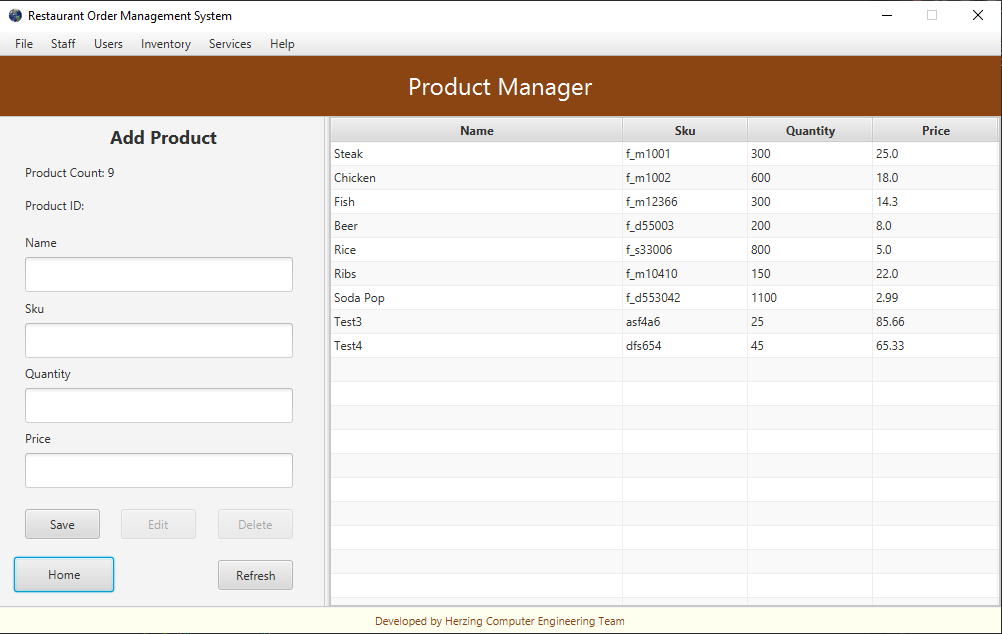 Restaurant Order Management System
File Staff Users Inventory Services Help
Product Manager
Add Product
Product Count: 9
Product ID:
Name
Sku
Quantity
Price
Save Edit Delete
Home Refresh
Name Sku Quantity Price
Steak f_m1001 300 25.0
Chicken f_m1002 600 18.0
Fish f_m12366 300 14.3
Beer f_d55003 200 8.0
Rice f_s33006 800 5.0
Ribs f_m10410 150 22.0
Soda Pop f_d553042 1100 2.99
Test3 asf4a6 25 85.66
Test4 dfs654 45 65.33
Developed by Herzing Computer Engineering Team